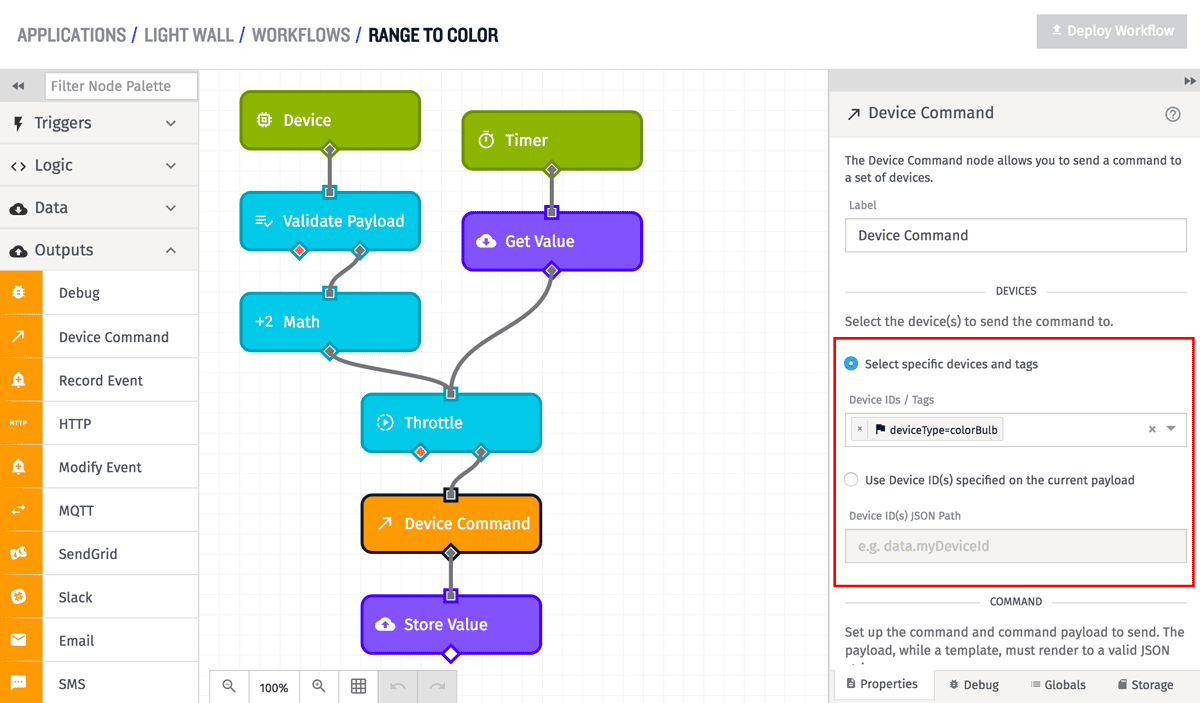 APPLICATIONS / LIGHT WALL / WORKFLOWS / RANGE TO COLOR
Deploy Workflow
Filter Node Palette
Triggers
Logic
Data
Outputs
Debug
Device Command
Record Event
HTTP
HTTP
Modify Event
MQTT
SendGrid
Slack
Email
SMS
Device
Timer
Validate Payload
Get Value
+2 Math
Throttle
Device Command
Store Value
100%
Device Command
The Device Command node allows you to send a command to
a set of devices.
Label
Device Command
DEVICES
Select the device(s) to send the command to.
Select specific devices and tags
Device IDs / Tags
× deviceType=colorBulb ×
Use Device ID(s) specified on the current payload
Device ID(s) JSON Path
e.g. data.myDeviceId
COMMAND
Set up the command and command payload to send. The
payload, while a template, must render to a valid JSON
Properties
Debug
Globals
Storage